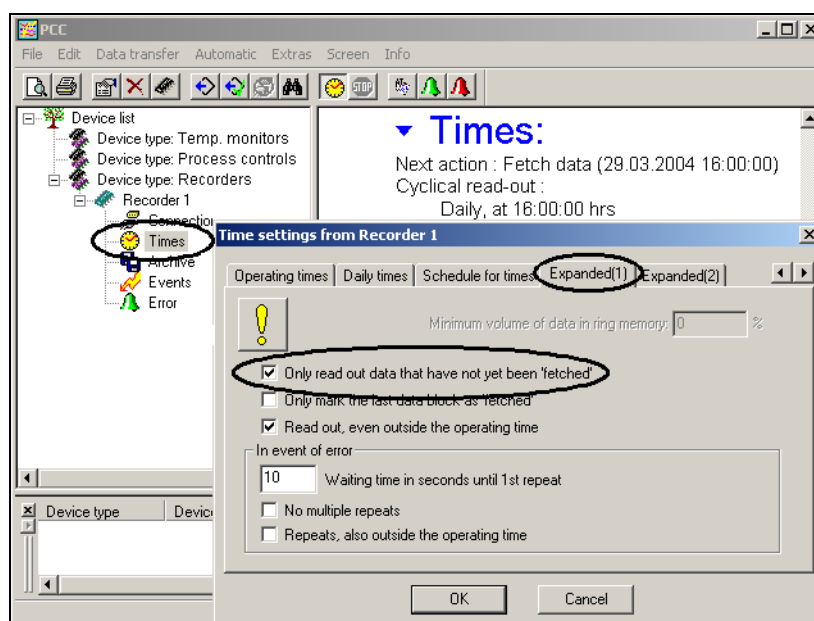 PCC
File Edit Data transfer Automatic Extras Screen Info
STOP
Device list
Device type: Temp. monitors
Device type: Process controls
Device type: Recorders
Recorder 1
Connection
Times
Archive
Events
Error
Times:
Next action : Fetch data (29.03.2004 16:00:00)
Cyclical read-out :
Daily, at 16:00:00 hrs
Time settings from Recorder 1
Operating times Daily times Schedule for times Expanded(1) Expanded(2)
Minimum volume of data in ring memory: 0 %
Only read out data that have not yet been 'fetched'
Only mark the last data block as 'fetched'
Read out, even outside the operating time
In event of error
10 Waiting time in seconds until 1st repeat
No multiple repeats
Repeats, also outside the operating time
Device type Devic
OK Cancel